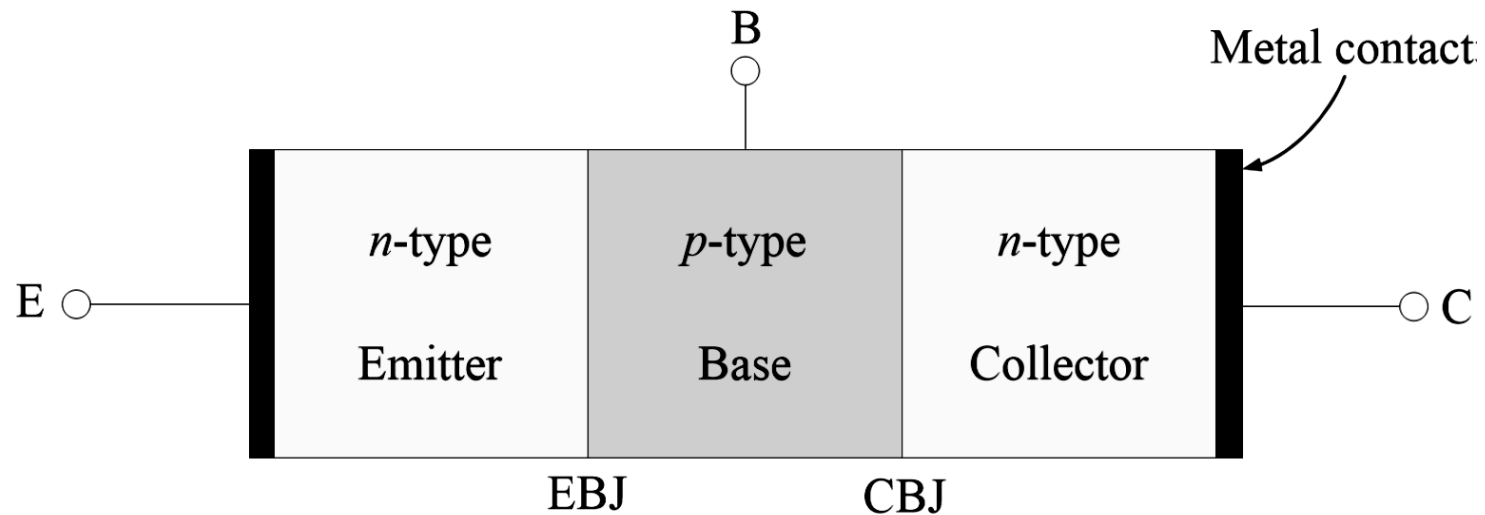 B
Metal contact:
n-type
p-type
n-type
E
C
Emitter
Base
Collector
EBJ
CBJ